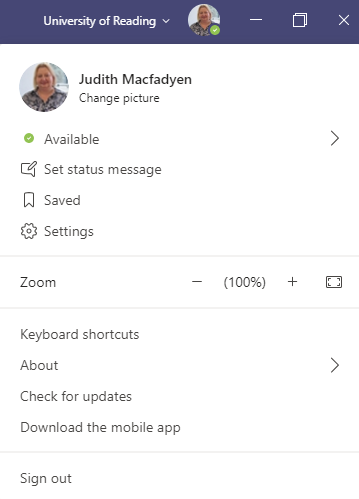 University of Reading
Judith Macfadyen
Change picture
Available
Set status message
Saved
Settings
Zoom − (100%) +
Keyboard shortcuts
About
Check for updates
Download the mobile app
Sign out